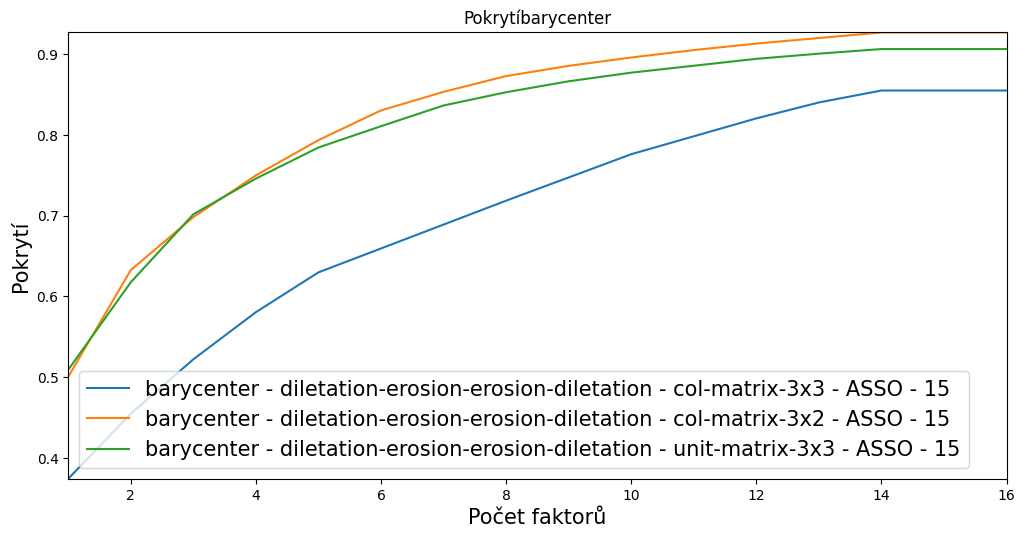 Pokrytíbarycenter
Pokrytí
0.9
0.8
0.7
0.6
0.5
0.4
barycenter - diletation-erosion-erosion-diletation - col-matrix-3x3 - ASSO - 15
barycenter - diletation-erosion-erosion-diletation - col-matrix-3x2 - ASSO - 15
barycenter - diletation-erosion-erosion-diletation - unit-matrix-3x3 - ASSO - 15
2 4 6 8 10 12 14 16
Počet faktorů